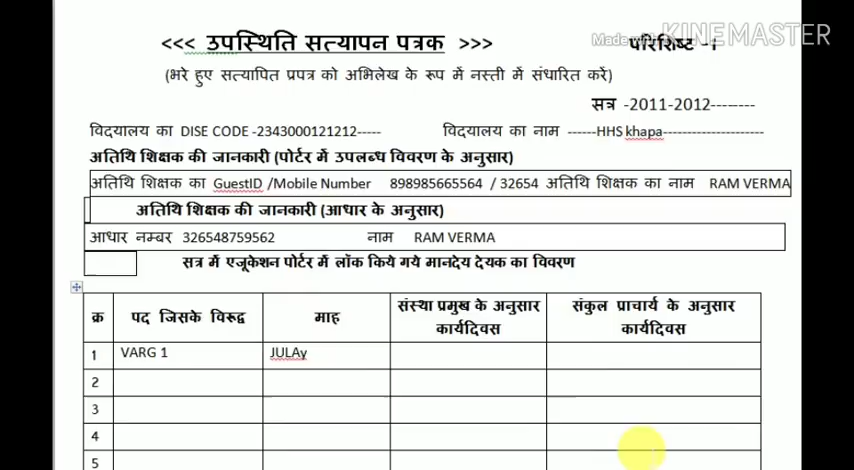 <<< उपस्थिति सत्यापन पत्रक >>> परिशिष्ट -1
Made with KINEMASTER
(भरे हुए सत्यापित प्रपत्र को अभिलेख के रूप में नस्ती में संधारित करें)
सत्र -2011-2012--------
विद्यालय का DISE CODE -2343000121212----- विद्यालय का नाम ------HHS khapa----------------------
अतिथि शिक्षक की जानकारी (पोर्टर में उपलब्ध विवरण के अनुसार)
अतिथि शिक्षक का GuestID /Mobile Number 898985665564 / 32654 अतिथि शिक्षक का नाम RAM VERMA
अतिथि शिक्षक की जानकारी (आधार के अनुसार)
आधार नम्बर 326548759562 नाम RAM VERMA
सत्र में एजूकेशन पोर्टर में लॉक किये गये मानदेय देयक का विवरण
क्र पद जिसके विरूद्व माह संस्था प्रमुख के अनुसार कार्यदिवस संकुल प्राचार्य के अनुसार कार्यदिवस
1 VARG 1 JULAy
2
3
4
5